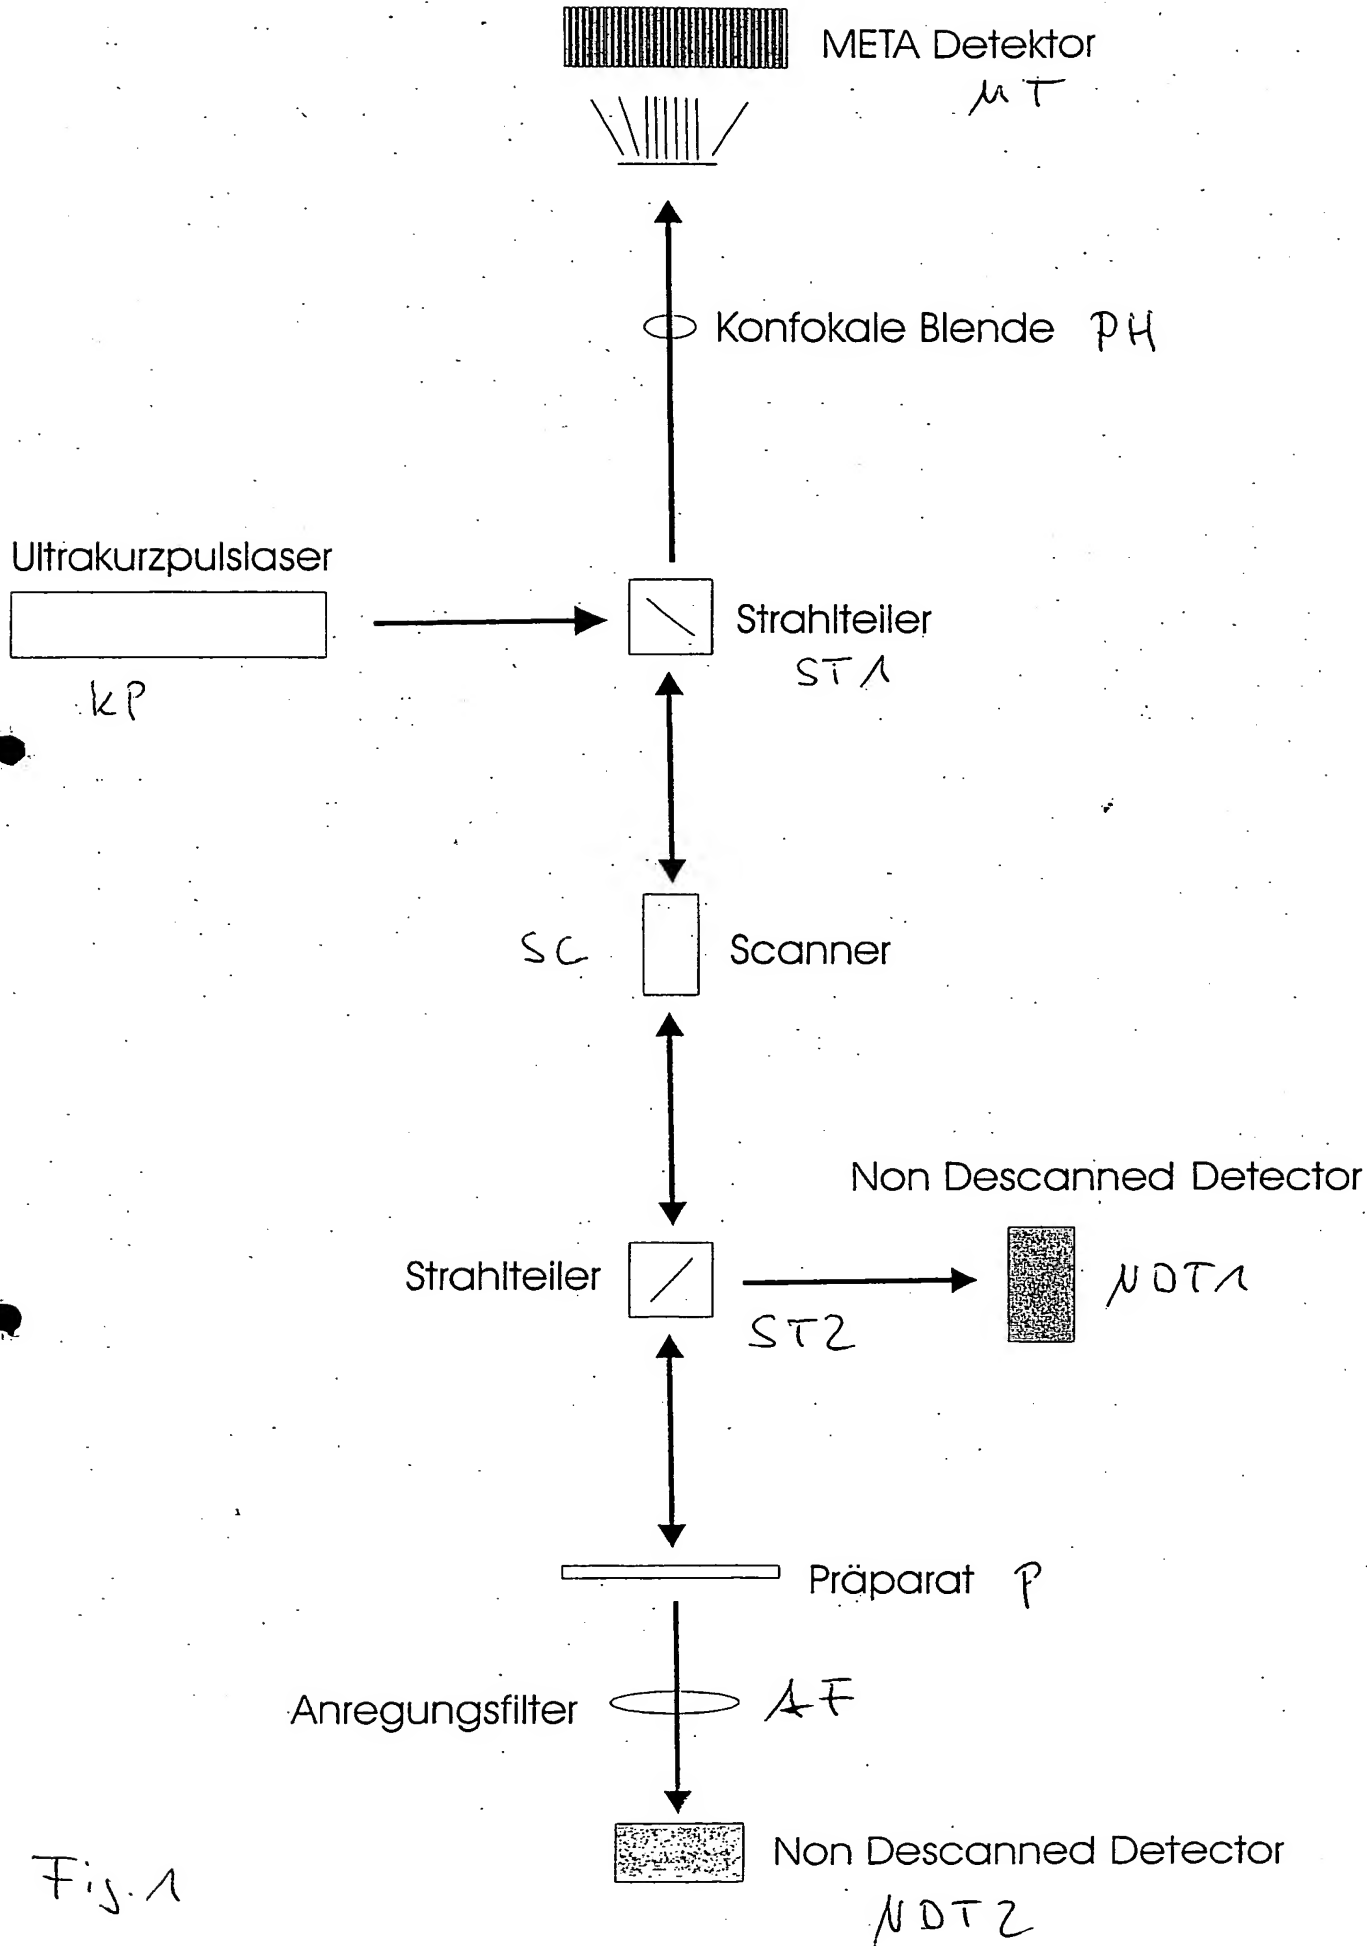 META Detektor
MT
Konfokale Blende PH
Ultrakurzpulslaser
KP
Strahlteiler
ST1
SC Scanner
Non Descanned Detector
Strahlteiler
ST2
NDT1
Präparat P
Anregungsfilter AF
Non Descanned Detector
NDT2
Fig. 1